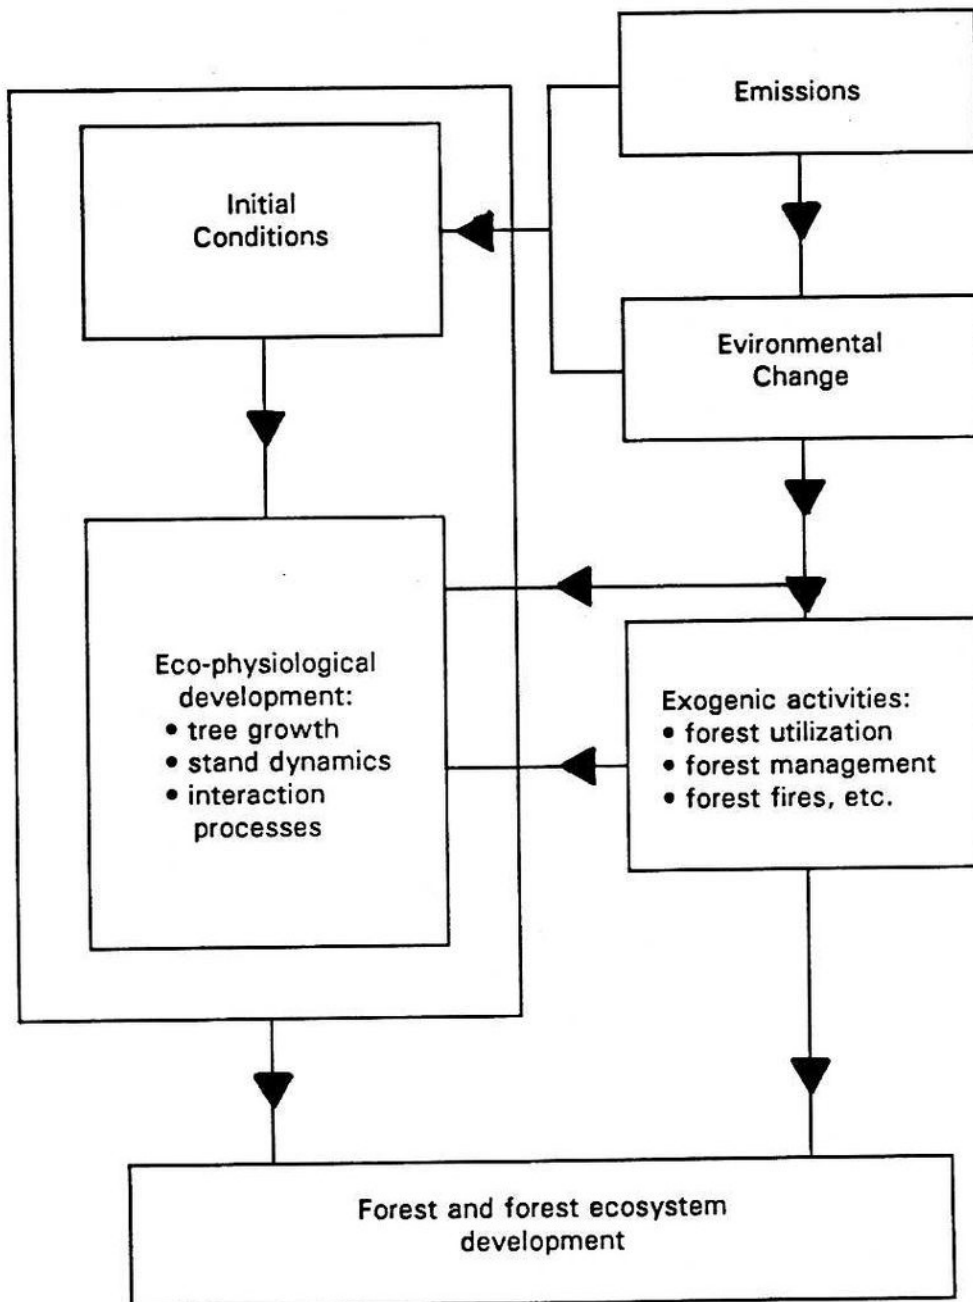 Emissions
Initial
Conditions
Evironmental
Change
Eco-physiological
development:
• tree growth
• stand dynamics
• interaction
processes
Exogenic activities:
• forest utilization
• forest management
• forest fires, etc.
Forest and forest ecosystem
development